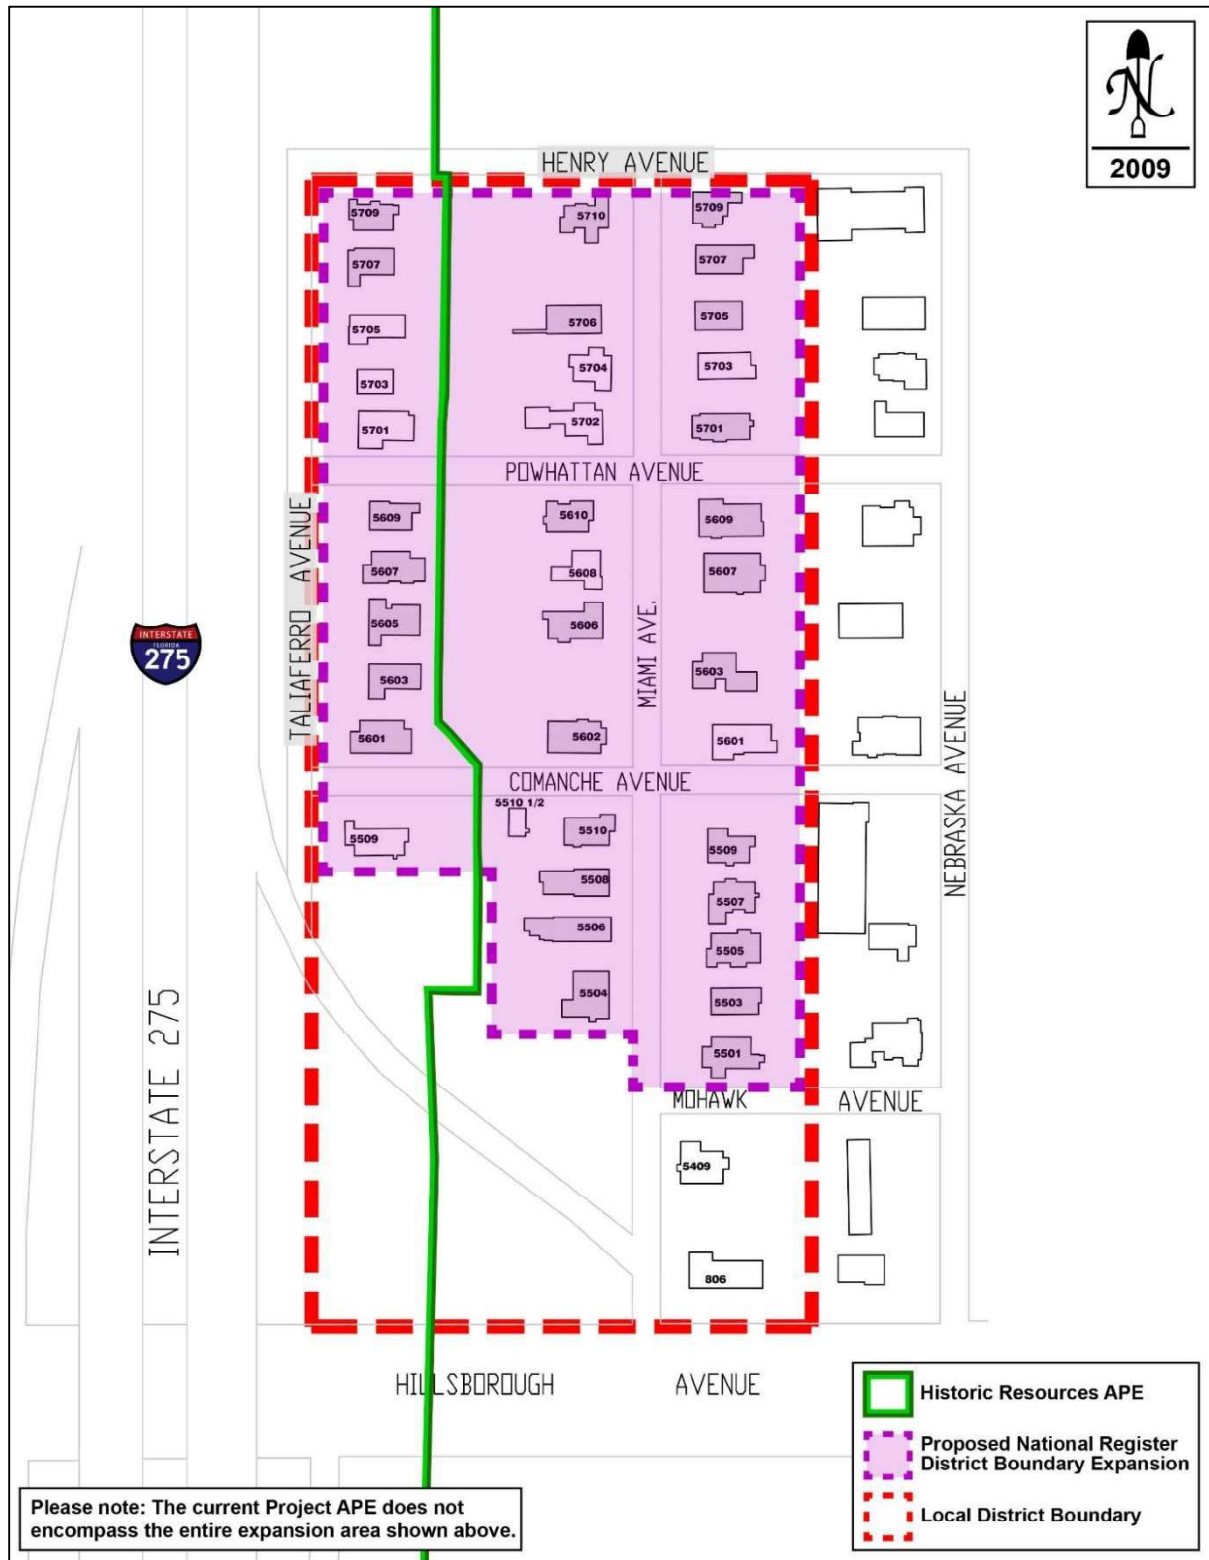 N
2009
HENRY AVENUE
5709
5710
5709
5707
5707
5705
5706
5705
5703
5704
5703
5701
5702
5701
POWHATTAN AVENUE
5609
5610
5609
5607
5608
5607
5605
5606
5603
5603
5601
5602
5601
TALIAFERRO AVENUE
MIAMI AVE.
INTERSTATE
FLORIDA
275
NEBRASKA AVENUE
COMANCHE AVENUE
5510 1/2
5509
5510
5509
5508
5507
5506
5505
5504
5503
5501
INTERSTATE 275
MOHAWK AVENUE
5409
806
HILLSBOROUGH AVENUE
Historic Resources APE
Proposed National Register
District Boundary Expansion
Local District Boundary
Please note: The current Project APE does not
encompass the entire expansion area shown above.